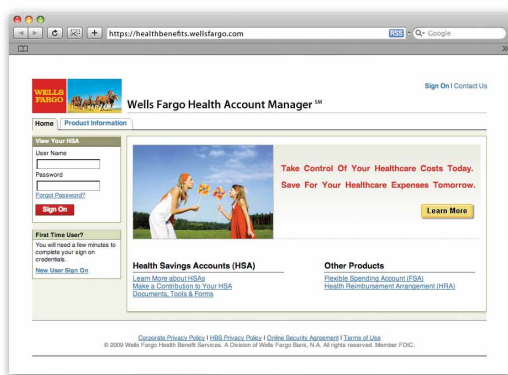 https://healthbenefits.wellsfargo.com
RSS
Google
Sign On | Contact Us
WELLS
FARGO
Wells Fargo Health Account Manager SM
Home
Product Information
View Your HSA
User Name
Password
Forgot Password?
Sign On
First Time User?
You will need a few minutes to
complete your sign on
credentials.
New User Sign On
Take Control Of Your Healthcare Costs Today.
Save For Your Healthcare Expenses Tomorrow.
Learn More
Health Savings Accounts (HSA)
Learn More about HSAs
Make a Contribution to Your HSA
Documents, Tools & Forms
Other Products
Flexible Spending Account (FSA)
Health Reimbursement Arrangement (HRA)
Corporate Privacy Policy | HBS Privacy Policy | Online Security Agreement | Terms of Use
© 2009 Wells Fargo Health Benefit Services. A Division of Wells Fargo Bank, N.A. All rights reserved. Member FDIC.